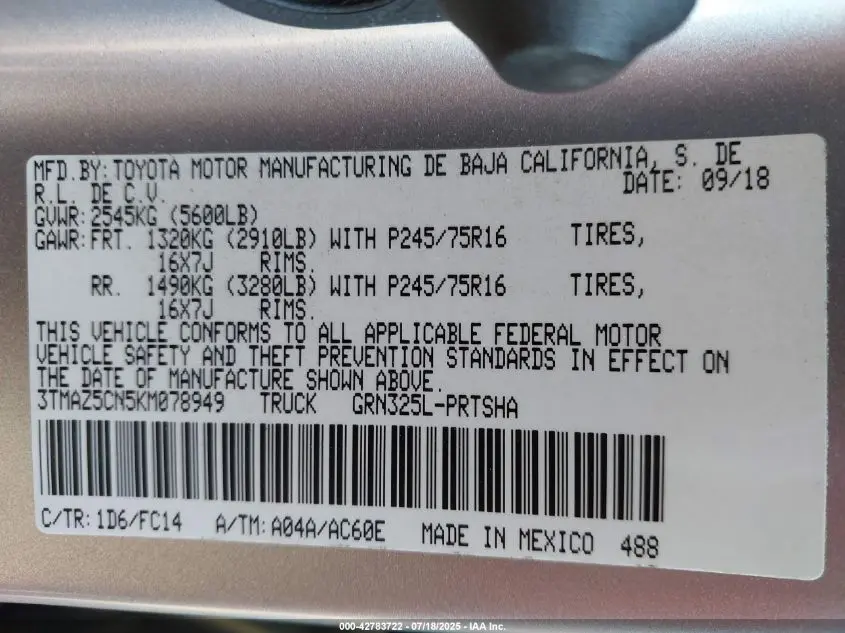 MFD.BY:TOYOTA MOTOR MANUFACTURING DE BAJA CALIFORNIA, S. DE
R.L. DE C.V. DATE: 09/18
GVWR:2545KG (5600LB)
GAWR:FRT. 1320KG (2910LB) WITH P245/75R16 TIRES,
16X7J RIMS.
RR. 1490KG (3280LB) WITH P245/75R16 TIRES,
16X7J RIMS.
THIS VEHICLE CONFORMS TO ALL APPLICABLE FEDERAL MOTOR
VEHICLE SAFETY AND THEFT PREVENTION STANDARDS IN EFFECT ON
THE DATE OF MANUFACTURE SHOWN ABOVE.
3TMAZ5CN5KM078949 TRUCK GRN325L-PRTSHA
C/TR:1D6/FC14 A/TM:A04A/AC60E MADE IN MEXICO 488
000-42783722 - 07/18/2025 - IAA Inc.